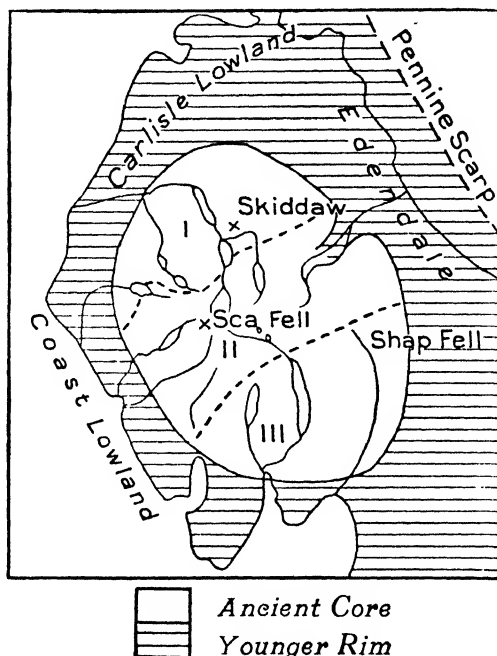 Carlisle Lowland
Pennine Scarp
Edendale
Skiddaw
I
Sca Fell
Shap Fell
II
Coast Lowland
III
Ancient Core
Younger Rim